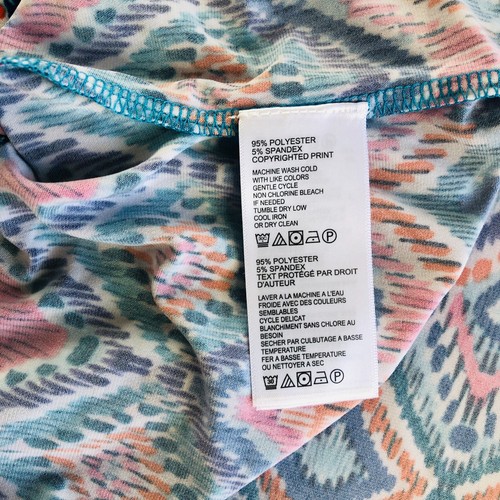 95% POLYESTER
5% SPANDEX
COPYRIGHTED PRINT
MACHINE WASH COLD
WITH LIKE COLORS
GENTLE CYCLE
NON CHLORINE BLEACH
IF NEEDED
TUMBLE DRY LOW
COOL IRON
OR DRY CLEAN
95% POLYESTER
5% SPANDEX
TEXT PROTÉGÉ PAR DROIT
D'AUTEUR
LAVER A LA MACHINE A L'EAU
FROIDE AVEC DES COULEURS
SEMBLABLES
CYCLE DELICAT
BLANCHIMENT SANS CHLORE AU
BESOIN
SECHER PAR CULBUTAGE A BASSE
TEMPERATURE
FER A BASSE TEMPERATURE
OU NETTOYER A SEC